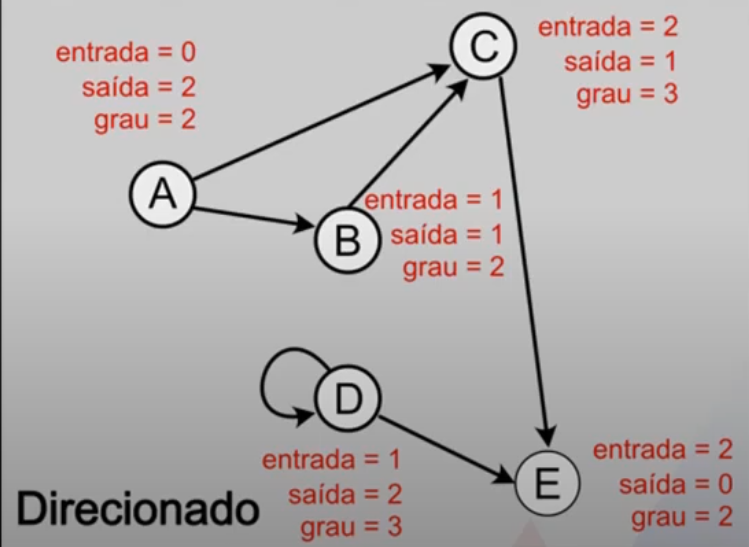 entrada = 0
saída = 2
grau = 2
A
C
entrada = 2
saída = 1
grau = 3
B
entrada = 1
saída = 1
grau = 2
D
entrada = 1
saída = 2
grau = 3
E
entrada = 2
saída = 0
grau = 2
Direcionado